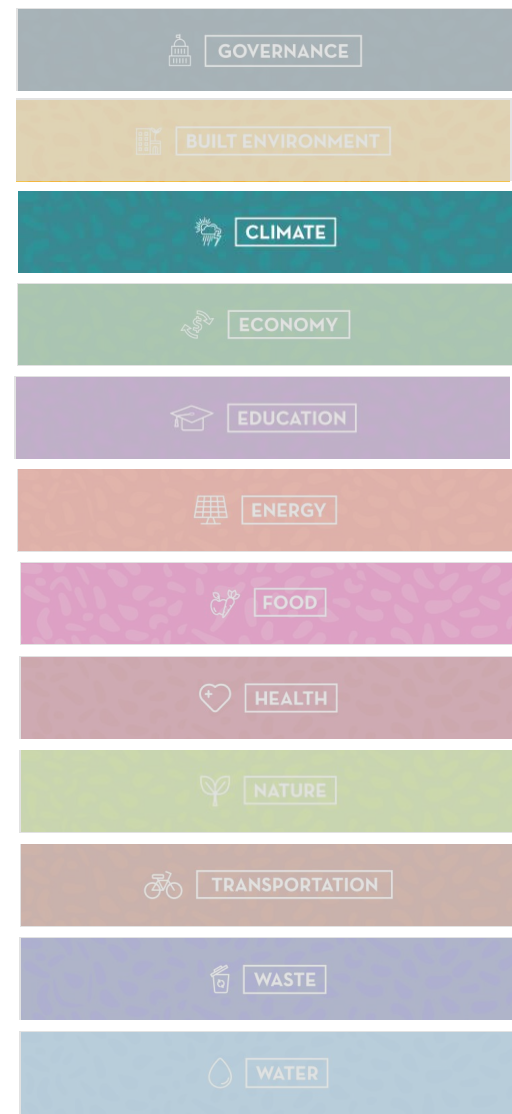 GOVERNANCE
BUILT ENVIRONMENT
CLIMATE
ECONOMY
EDUCATION
ENERGY
FOOD
HEALTH
NATURE
TRANSPORTATION
WASTE
WATER